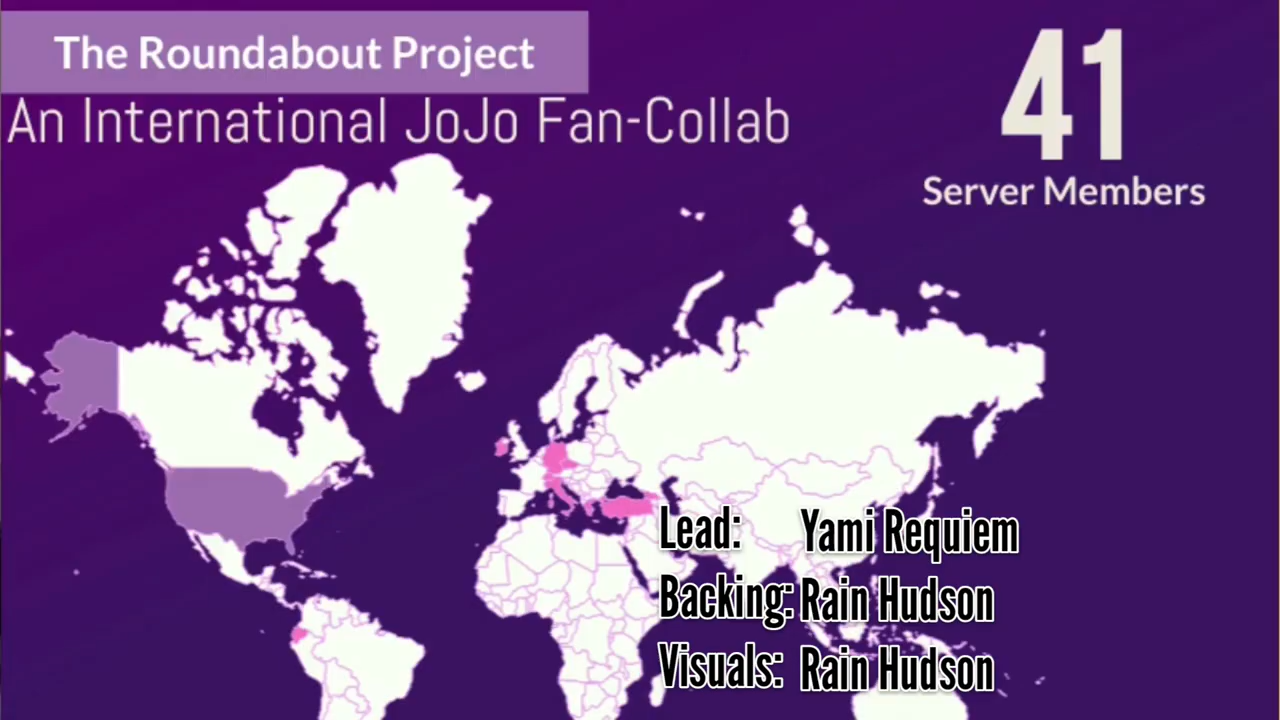 The Roundabout Project
An International JoJo Fan-Collab
41
Server Members
Lead: Yami Requiem
Backing: Rain Hudson
Visuals: Rain Hudson